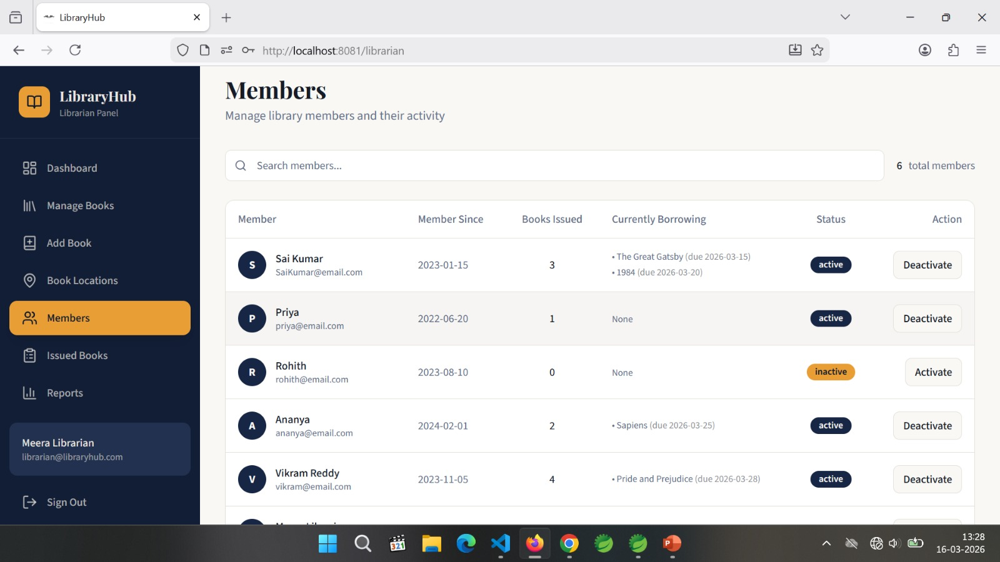 LibraryHub
http://localhost:8081/librarian
LibraryHub
Librarian Panel
Dashboard
Manage Books
Add Book
Book Locations
Members
Issued Books
Reports
Meera Librarian
librarian@libraryhub.com
Sign Out
Members
Manage library members and their activity
Search members...
6 total members
Member Member Since Books Issued Currently Borrowing Status Action
S Sai Kumar
SaiKumar@email.com
2023-01-15 3
• The Great Gatsby (due 2026-03-15)
• 1984 (due 2026-03-20)
active Deactivate
P Priya
priya@email.com
2022-06-20 1 None active Deactivate
R Rohith
rohith@email.com
2023-08-10 0 None inactive Activate
A Ananya
ananya@email.com
2024-02-01 2 • Sapiens (due 2026-03-25) active Deactivate
V Vikram Reddy
vikram@email.com
2023-11-05 4 • Pride and Prejudice (due 2026-03-28) active Deactivate
321
P
13:28
16-03-2026